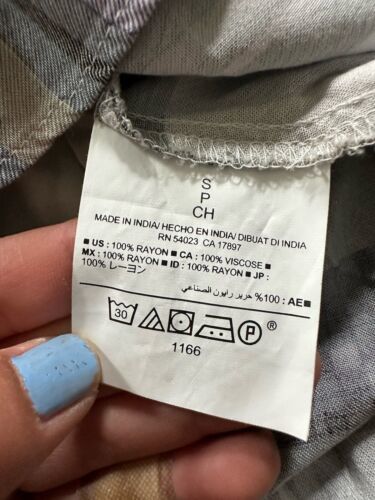 S
P
CH
MADE IN INDIA/ HECHO EN INDIA/ DIBUAT DI INDIA
RN 54023 CA 17897
■ US : 100% RAYON ■ CA : 100% VISCOSE ■
MX : 100% RAYON ■ ID : 100% RAYON ■ JP :
100% レーヨン
■ AE : 100% حرير رايون الصناعي
30 P ®
1166